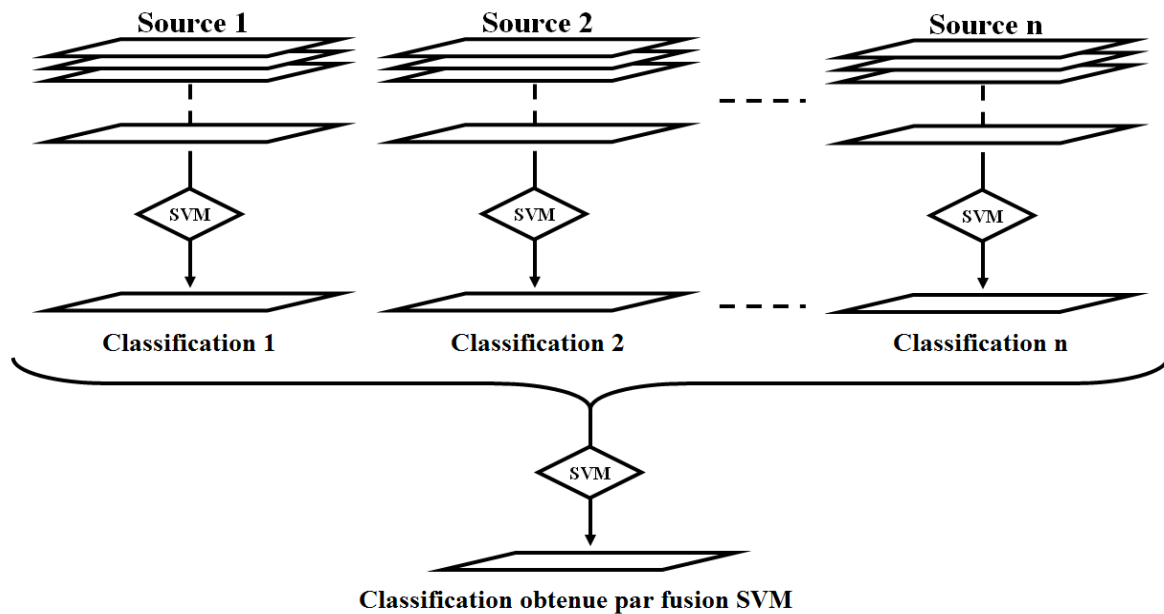 Source 1
Source 2
Source n
SVM
SVM
SVM
Classification 1
Classification 2
Classification n
SVM
Classification obtenue par fusion SVM